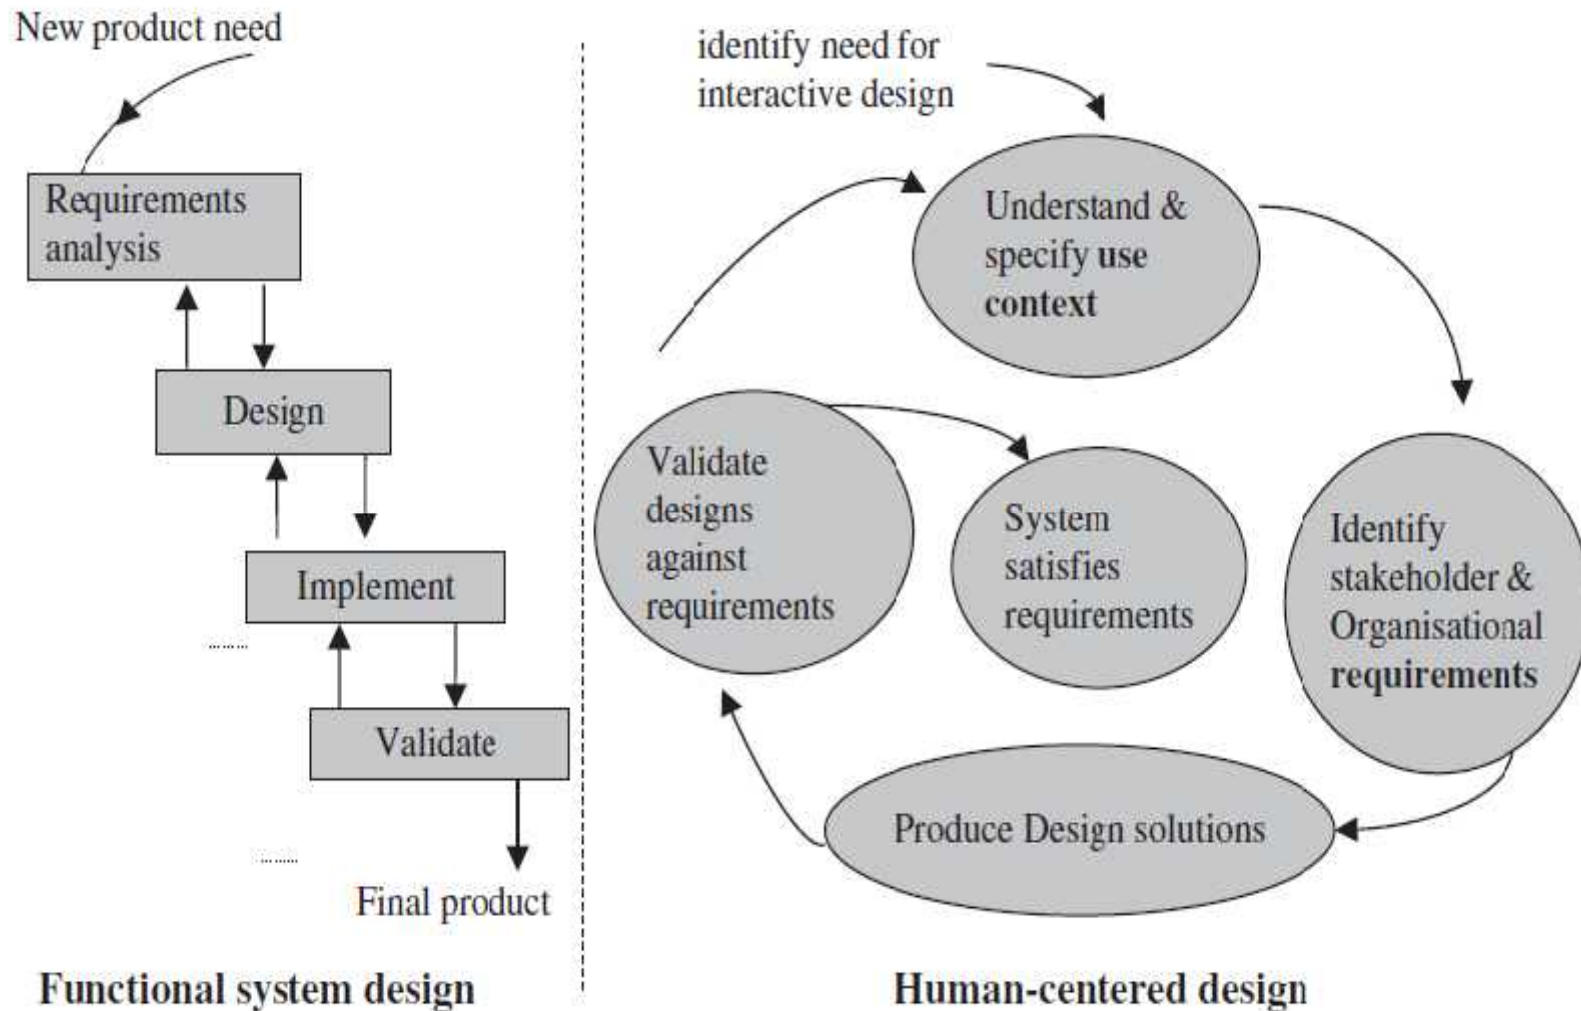 New product need
Requirements
analysis
Design
Implement
........
Validate
........
Final product
Functional system design
identify need for
interactive design
Understand &
specify use
context
Validate
designs
against
requirements
System
satisfies
requirements
Identify
stakeholder &
Organisational
requirements
Produce Design solutions
Human-centered design